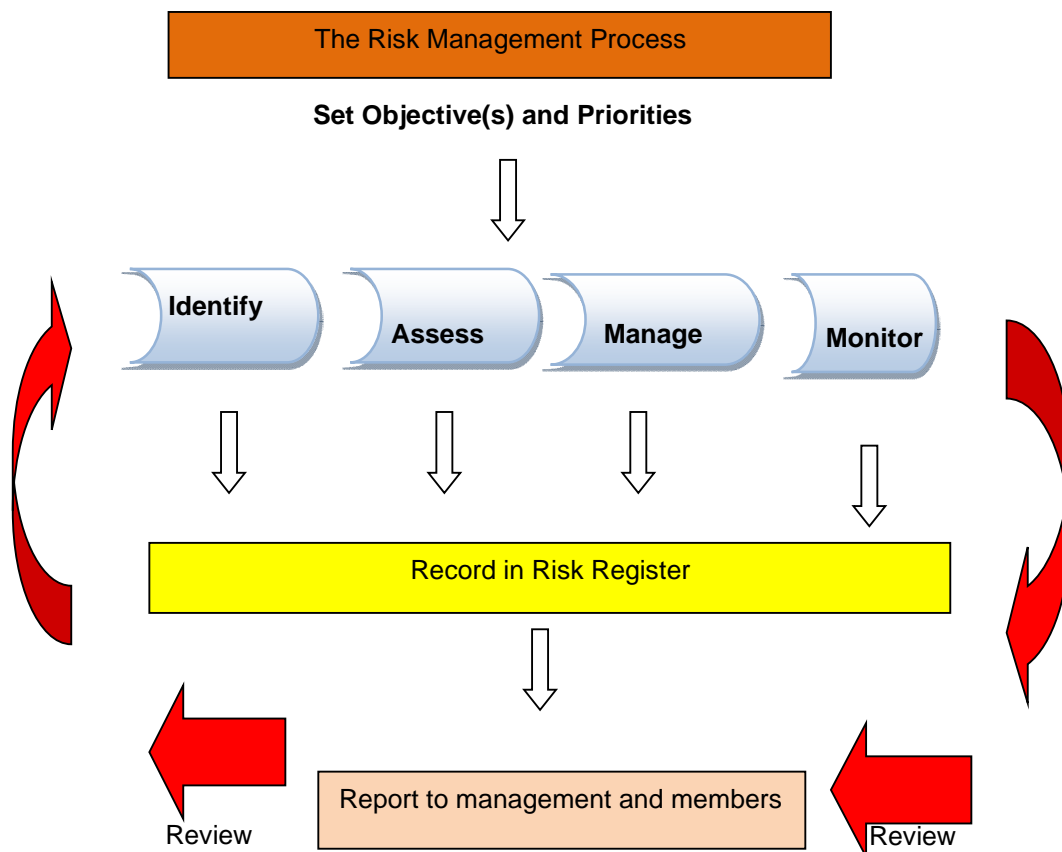 The Risk Management Process
Set Objective(s) and Priorities
Identify
Assess
Manage
Monitor
Record in Risk Register
Report to management and members
Review
Review